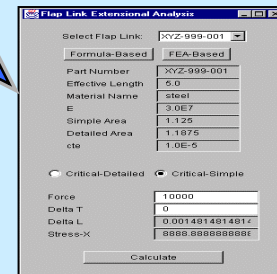 Flap Link Extensional Analysis
Select Flap Link: XYZ-999-001
Formula-Based FEA-Based
Part Number XYZ-999-001
Effective Length 5.0
Material Name steel
E 3.0E7
Simple Area 1.125
Detailed Area 1.1875
cte 1.0E-5
Critical-Detailed Critical-Simple
Force 10000
Delta T 0
Delta L 0.0014814814814
Stress-X 8888.888888888
Calculate